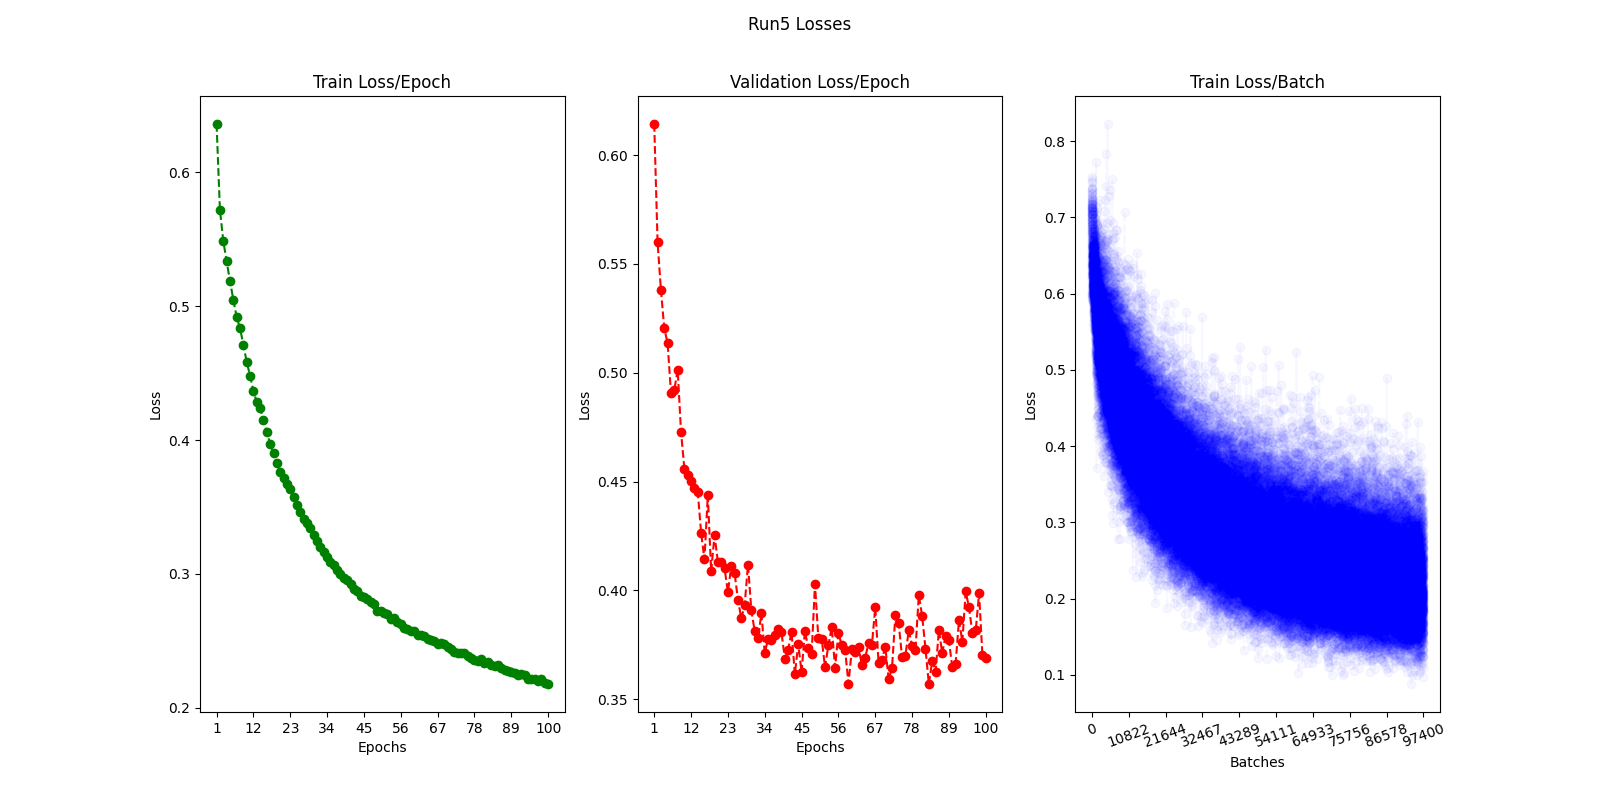 Run5 Losses
Train Loss/Epoch
Loss
0.6
0.5
0.4
0.3
0.2
1 12 23 34 45 56 67 78 89 100
Epochs
Validation Loss/Epoch
Loss
0.60
0.55
0.50
0.45
0.40
0.35
1 12 23 34 45 56 67 78 89 100
Epochs
Train Loss/Batch
Loss
0.8
0.7
0.6
0.5
0.4
0.3
0.2
0.1
0 10822 21644 32467 43289 54111 64933 75756 86578 97400
Batches